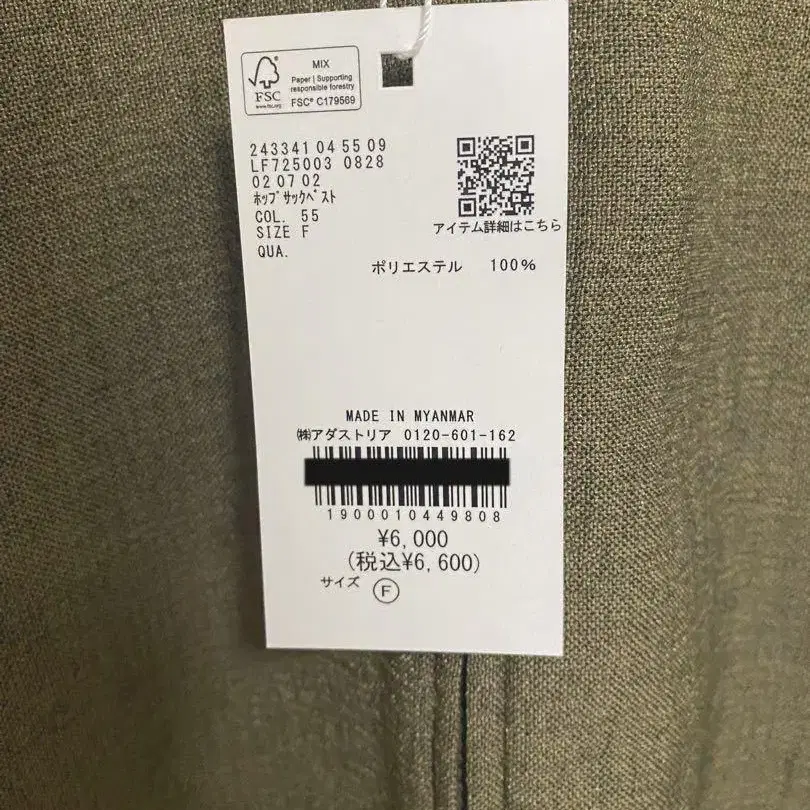 MIX
Paper | Supporting
responsible forestry
FSC® C179569
FSC
www.fsc.org
243341 04 55 09
LF725003 0828
02 07 02
ﾎｯﾌﾟｻｯｸﾍﾞｽﾄ
COL. 55
SIZE F
QUA.
アイテム詳細はこちら
ポリエステル 100%
MADE IN MYANMAR
㈱アダストリア 0120-601-162
1900010449808
¥6,000
(税込¥6,600)
サイズ F